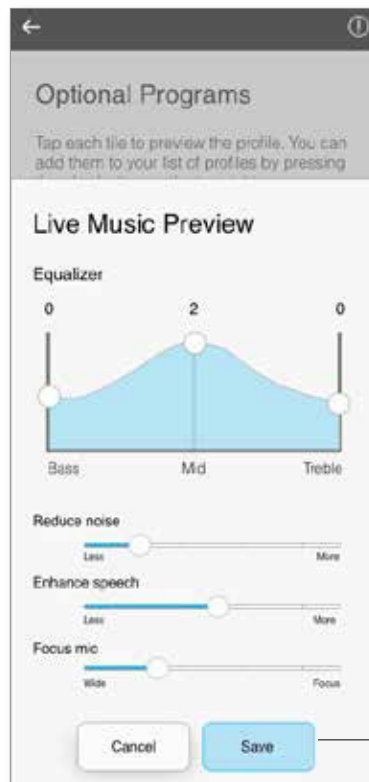 Optional Programs
Tap each tile to preview the profile. You can
add them to your list of profiles by pressing
Live Music Preview
Equalizer
0 2 0
Bass Mid Treble
Reduce noise
Less More
Enhance speech
Less More
Focus mic
Wide Focus
Cancel Save